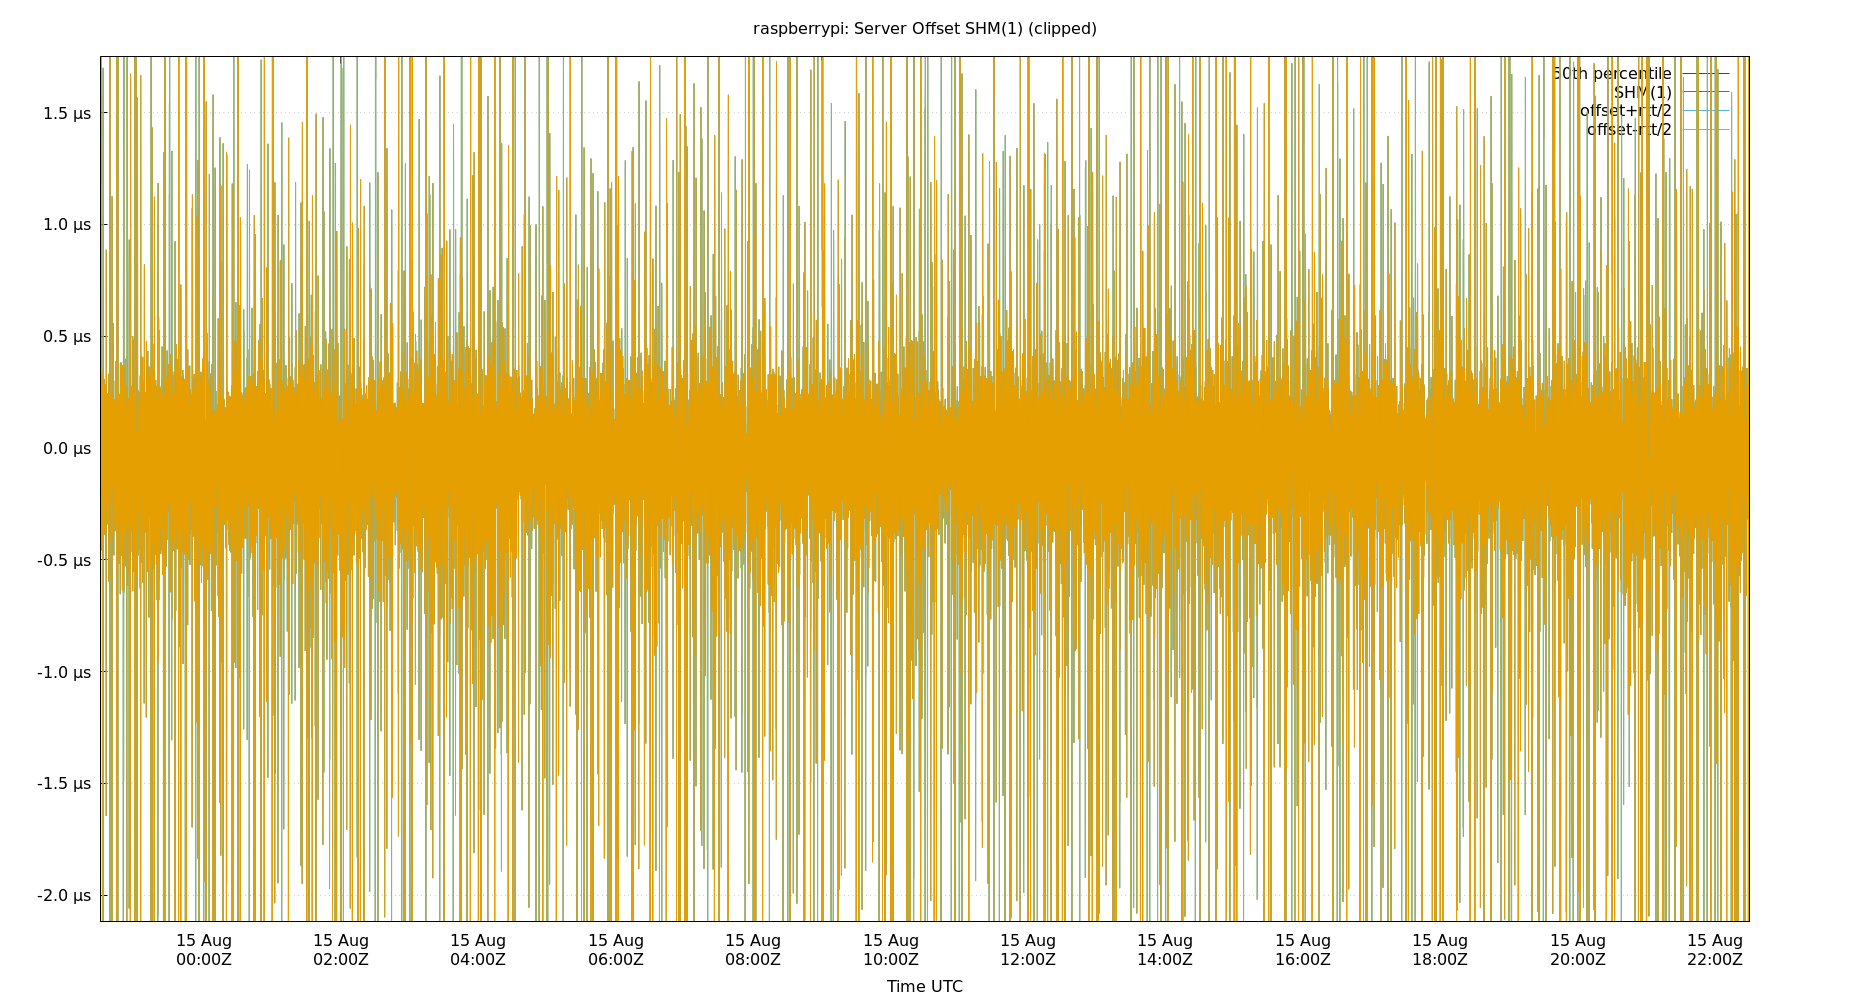 raspberrypi: Server Offset SHM(1) (clipped)
50th percentile
SHM(1)
offset+rtt/2
offset-rtt/2
1.5 µs
1.0 µs
0.5 µs
0.0 µs
-0.5 µs
-1.0 µs
-1.5 µs
-2.0 µs
15 Aug 15 Aug 15 Aug 15 Aug 15 Aug 15 Aug 15 Aug 15 Aug 15 Aug 15 Aug 15 Aug 15 Aug
00:00Z 02:00Z 04:00Z 06:00Z 08:00Z 10:00Z 12:00Z 14:00Z 16:00Z 18:00Z 20:00Z 22:00Z
Time UTC